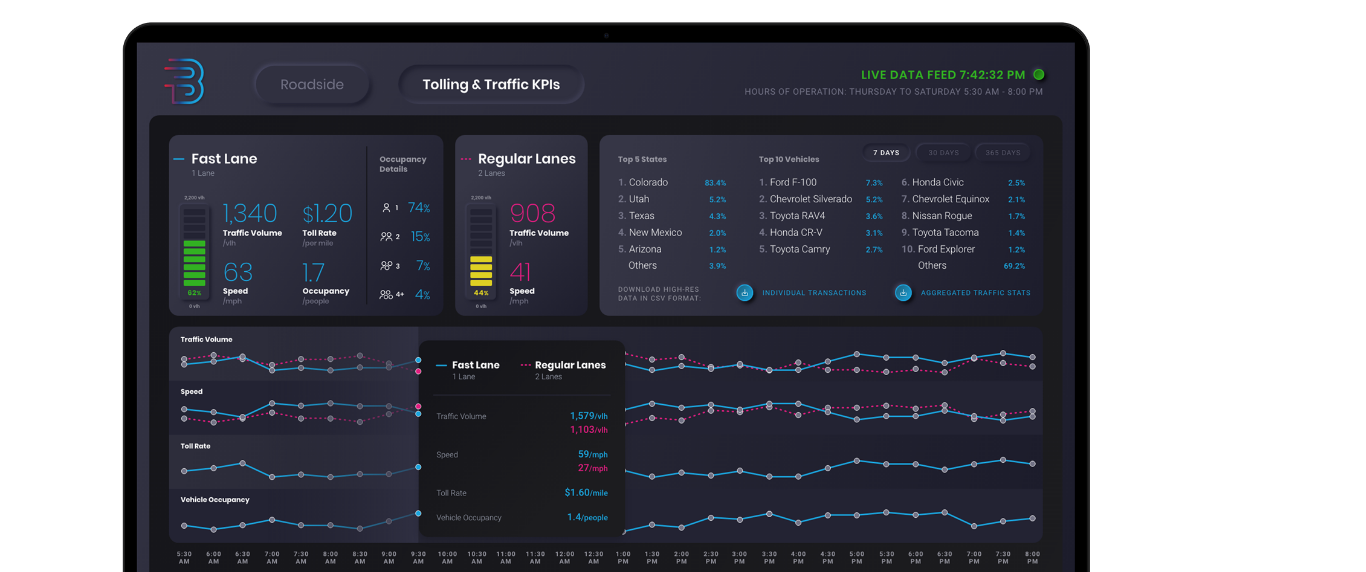 Roadside
Tolling & Traffic KPIs
LIVE DATA FEED 7:42:32 PM
HOURS OF OPERATION: THURSDAY TO SATURDAY 5:30 AM - 8:00 PM
Fast Lane
1 Lane
2,200 vlh
1,340
Traffic Volume
/vlh
$1.20
Toll Rate
/per mile
63
Speed
/mph
1.7
Occupancy
/people
62%
0 vlh
Occupancy
Details
1 74%
2 15%
3 7%
4+ 4%
Regular Lanes
2 Lanes
2,200 vlh
908
Traffic Volume
/vlh
41
Speed
/mph
44%
0 vlh
7 DAYS
30 DAYS
365 DAYS
Top 5 States
1. Colorado 83.4%
2. Utah 5.2%
3. Texas 4.3%
4. New Mexico 2.0%
5. Arizona 1.2%
Others 3.9%
Top 10 Vehicles
1. Ford F-100 7.3%
2. Chevrolet Silverado 5.2%
3. Toyota RAV4 3.6%
4. Honda CR-V 3.1%
5. Toyota Camry 2.7%
6. Honda Civic 2.5%
7. Chevrolet Equinox 2.1%
8. Nissan Rogue 1.7%
9. Toyota Tacoma 1.4%
10. Ford Explorer 1.2%
Others 69.2%
DOWNLOAD HIGH-RES
DATA IN CSV FORMAT:
INDIVIDUAL TRANSACTIONS
AGGREGATED TRAFFIC STATS
Traffic Volume
Speed
Toll Rate
Vehicle Occupancy
Fast Lane
1 Lane
Regular Lanes
2 Lanes
Traffic Volume 1,579/vlh
1,103/vlh
Speed 59/mph
27/mph
Toll Rate $1.60/mile
Vehicle Occupancy 1.4/people
5:30 6:00 6:30 7:00 7:30 8:00 8:30 9:00 9:30 10:00 10:30 11:00 11:30 12:00 12:30 1:00 1:30 2:00 2:30 3:00 3:30 4:00 4:30 5:00 5:30 6:00 6:30 7:00 7:30 8:00
AM AM AM AM AM AM AM AM AM AM AM AM AM PM PM PM PM PM PM PM PM PM PM PM PM PM PM PM PM PM